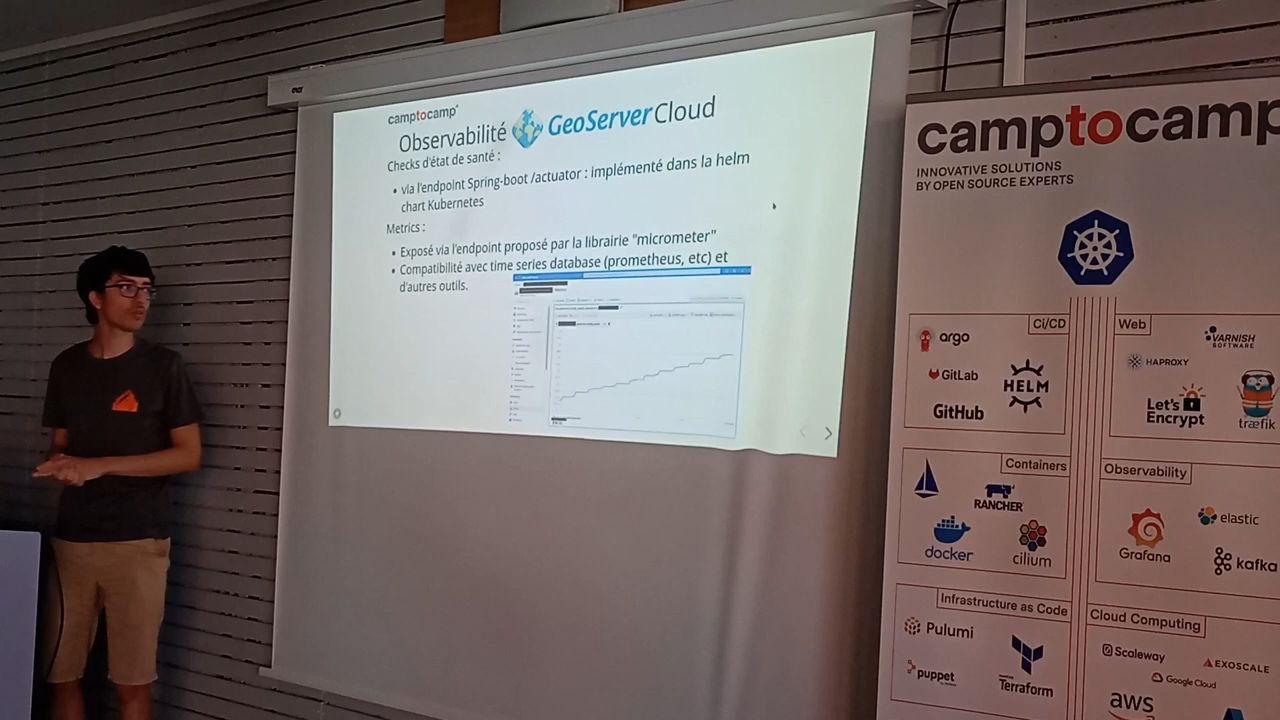 camptocamp
Observabilité GeoServer Cloud
Checks d'état de santé :
• via l'endpoint Spring-boot /actuator : implémenté dans la helm
chart Kubernetes
Metrics :
• Exposé via l'endpoint proposé par la librairie "micrometer"
• Compatibilité avec time series database (prometheus, etc) et
d'autres outils.
camptocamp
INNOVATIVE SOLUTIONS
BY OPEN SOURCE EXPERTS
Ci/CD
argo
GitLab
HELM
GitHub
Web
VARNISH
SOFTWARE
HAPROXY
Let's
Encrypt
træfik
Containers
RANCHER
docker
cilium
Observability
elastic
Grafana
kafka
Infrastructure as Code
Pulumi
puppet
Terraform
Cloud Computing
Scaleway
EXOSCALE
Google Cloud
aws